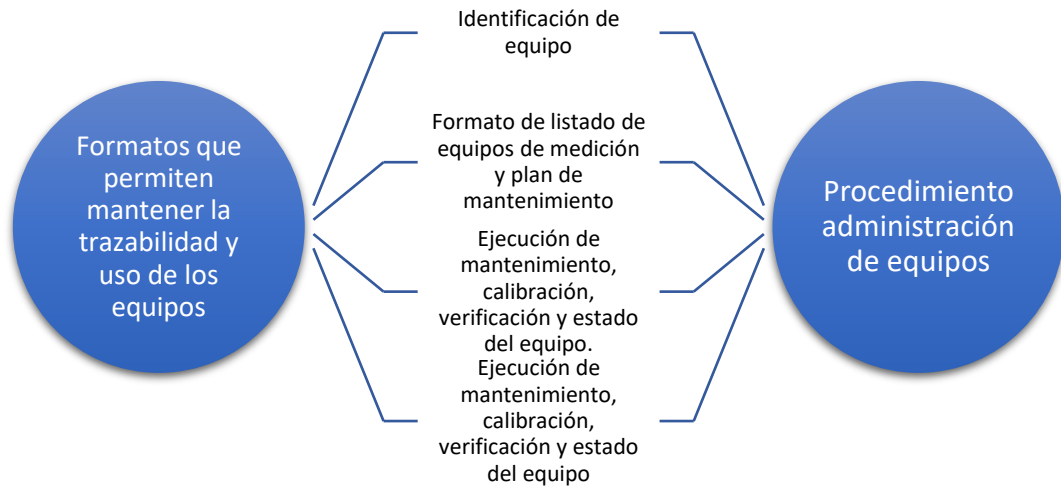 Formatos que
permiten
mantener la
trazabilidad y
uso de los
equipos
Identificación de
equipo
Formato de listado de
equipos de medición
y plan de
mantenimiento
Ejecución de
mantenimiento,
calibración,
verificación y estado
del equipo.
Ejecución de
mantenimiento,
calibración,
verificación y estado
del equipo
Procedimiento
administración
de equipos